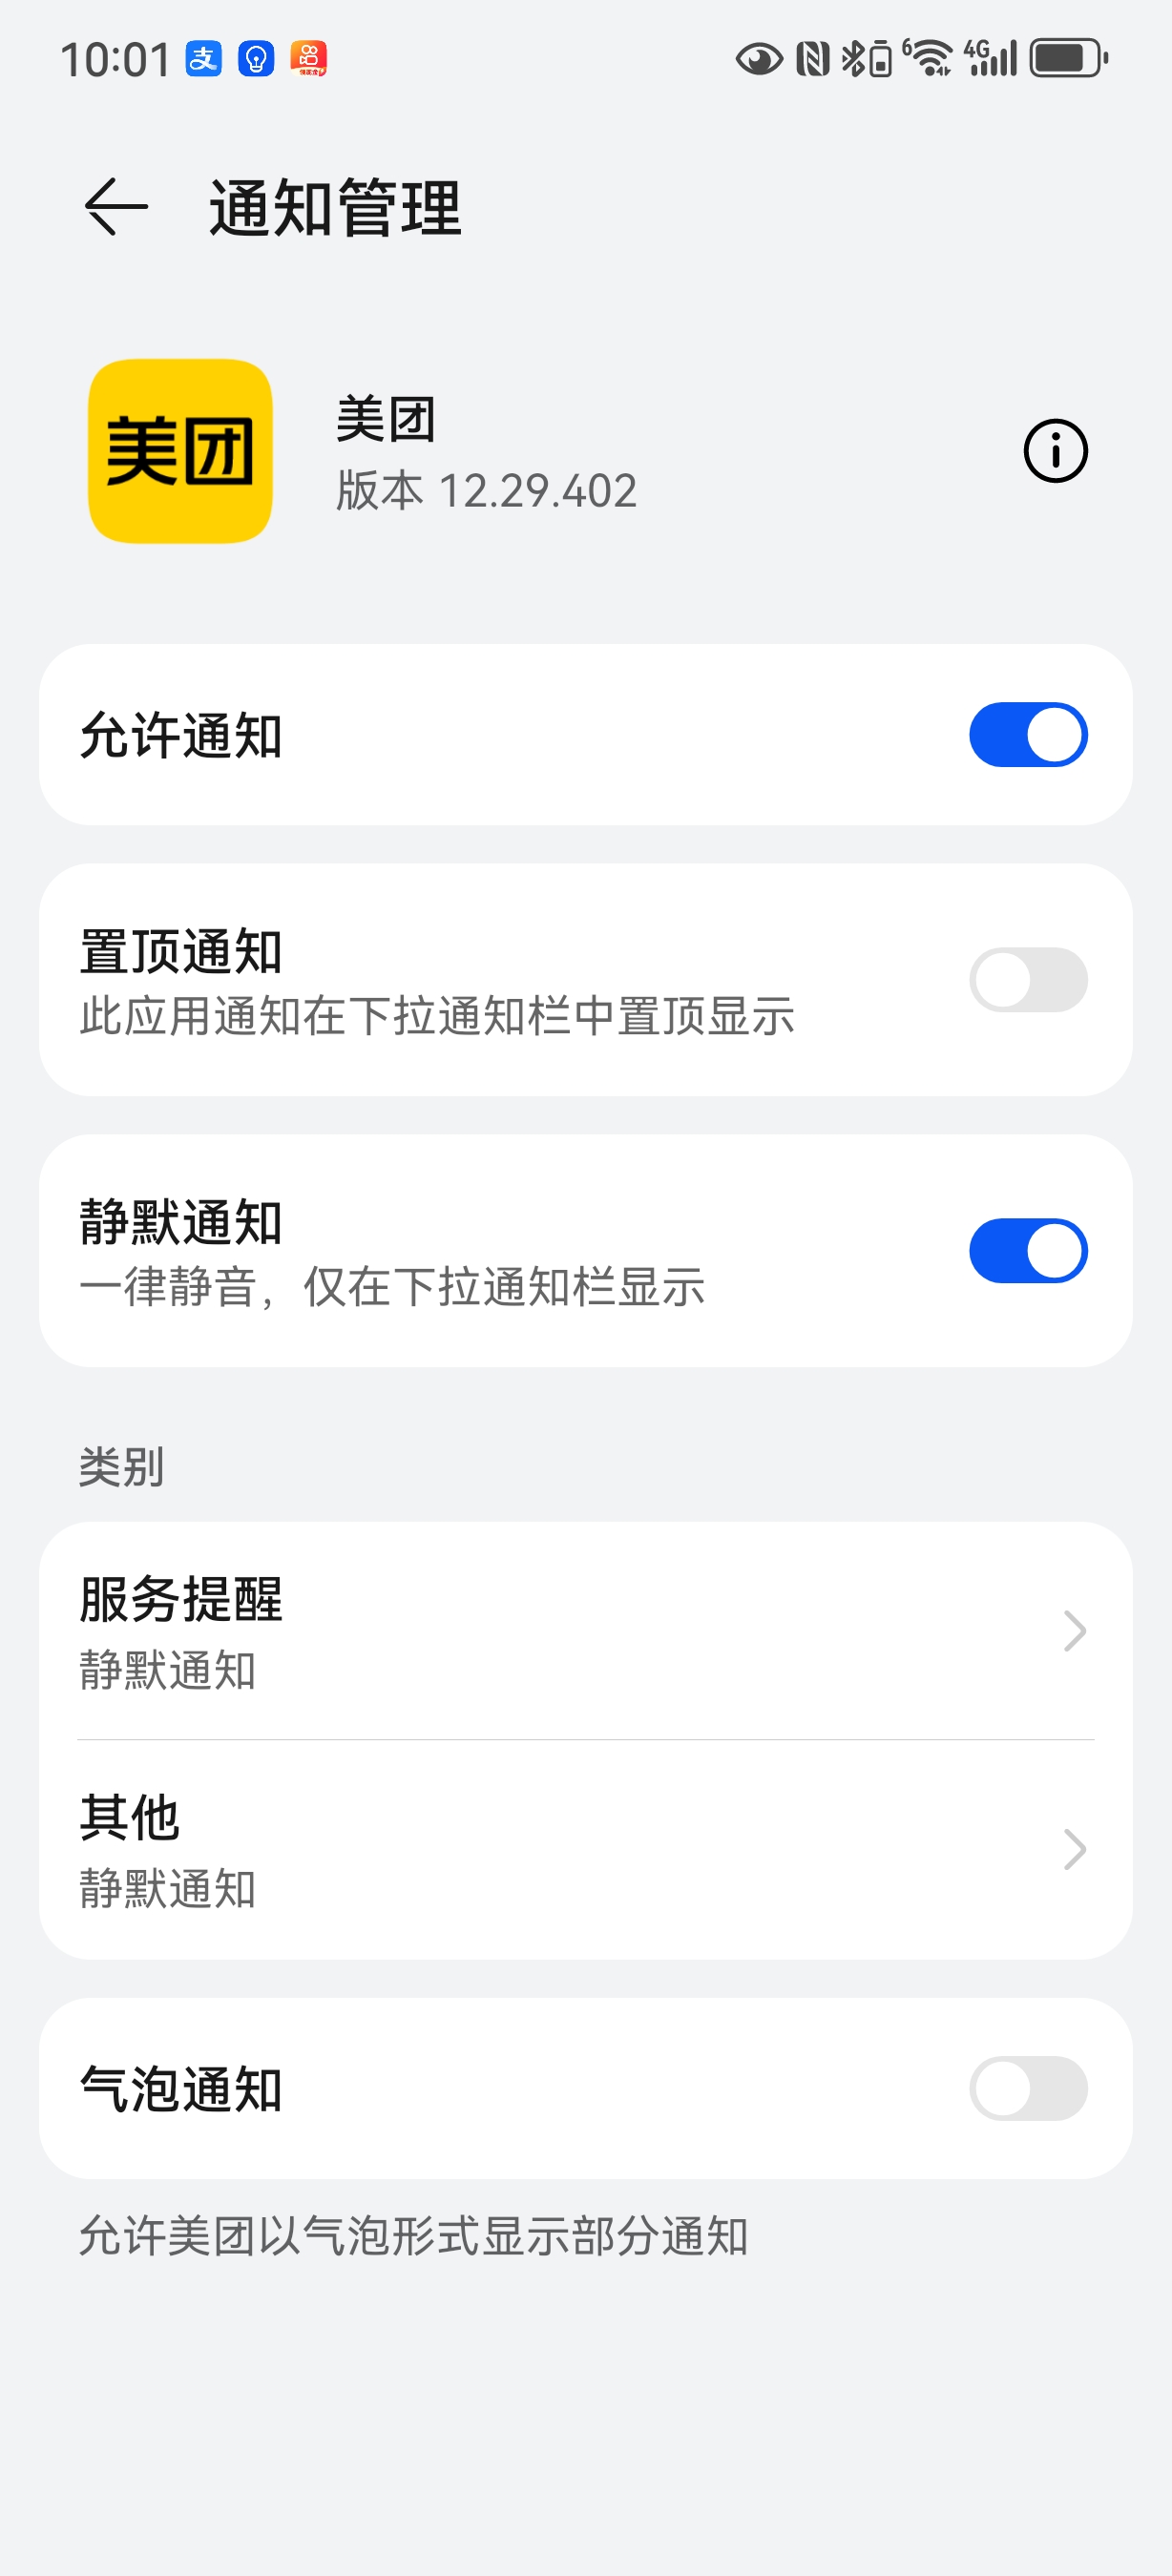 10:01
支
6
4G
通知管理
美团
美团
版本 12.29.402
允许通知
置顶通知
此应用通知在下拉通知栏中置顶显示
静默通知
一律静音，仅在下拉通知栏显示
类别
服务提醒
静默通知
其他
静默通知
气泡通知
允许美团以气泡形式显示部分通知